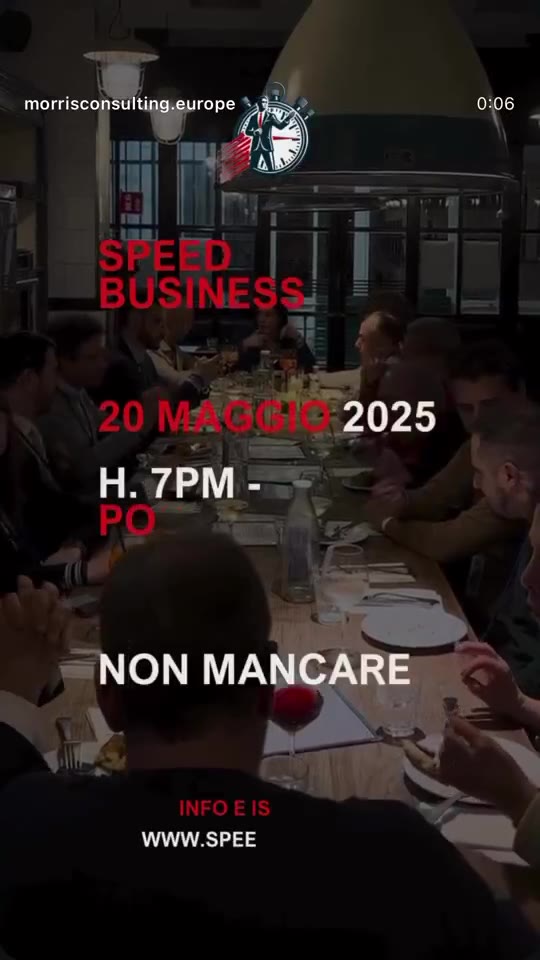 morrisconsulting.europe
0:06
SPEED
BUSINESS
20 MAGGIO 2025
H. 7PM -
PO
NON MANCARE
INFO E IS
WWW.SPEE